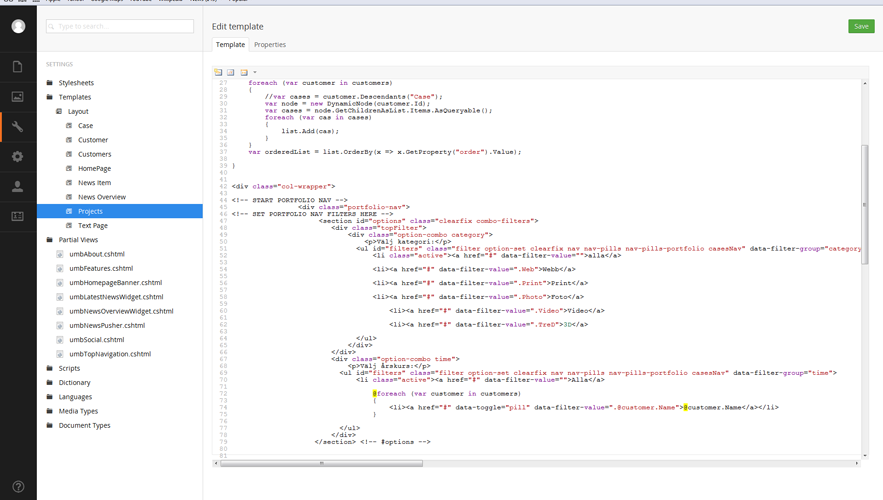 Type to search...
SETTINGS
Stylesheets
Templates
Layout
Case
Customer
Customers
HomePage
News Item
News Overview
Projects
Text Page
Partial Views
umbAbout.cshtml
umbFeatures.cshtml
umbHomepageBanner.cshtml
umbLatestNewsWidget.cshtml
umbNewsOverviewWidget.cshtml
umbNewsPusher.cshtml
umbSocial.cshtml
umbTopNavigation.cshtml
Scripts
Dictionary
Languages
Media Types
Document Types
Edit template
Save
Template Properties
27 foreach (var customer in customers)
28 {
29 //var cases = customer.Descendants("Case");
30 var node = new DynamicNode(customer.Id);
31 var cases = node.GetChildrenAsList.Items.AsQueryable();
32 foreach (var cas in cases)
33 {
34 list.Add(cas);
35 }
36 }
37 var orderedList = list.OrderBy(x => x.GetProperty("order").Value);
38
39 }
40
41
42 <div class="col-wrapper">
43
44 <!-- START PORTFOLIO NAV -->
45 <div class="portfolio-nav">
46 <!-- SET PORTFOLIO NAV FILTERS HERE -->
47 <section id="options" class="clearfix combo-filters">
48 <div class="topFilter">
49 <div class="option-combo category">
50 <p>Välj kategori:</p>
51 <ul id="filters" class="filter option-set clearfix nav nav-pills nav-pills-portfolio casesNav" data-filter-group="category
52 <li class="active"><a href="#" data-filter-value="">alla</a>
53
54 <li><a href="#" data-filter-value=".Web">Webb</a>
55
56 <li><a href="#" data-filter-value=".Print">Print</a>
57
58 <li><a href="#" data-filter-value=".Photo">Foto</a>
59
60 <li><a href="#" data-filter-value=".Video">Video</a>
61
62 <li><a href="#" data-filter-value=".TreD">3D</a>
63
64 </ul>
65 </div>
66 </div>
67 <div class="option-combo time">
68 <p>Välj Årskurs:</p>
69 <ul id="filters" class="filter option-set clearfix nav nav-pills nav-pills-portfolio casesNav" data-filter-group="time">
70 <li class="active"><a href="#" data-filter-value="">Alla</a>
71
72 @foreach (var customer in customers)
73 {
74 <li><a href="#" data-toggle="pill" data-filter-value=".@customer.Name">@customer.Name</a></li>
75 }
76
77 </ul>
78 </div>
79 </section> <!-- #options -->
80
81